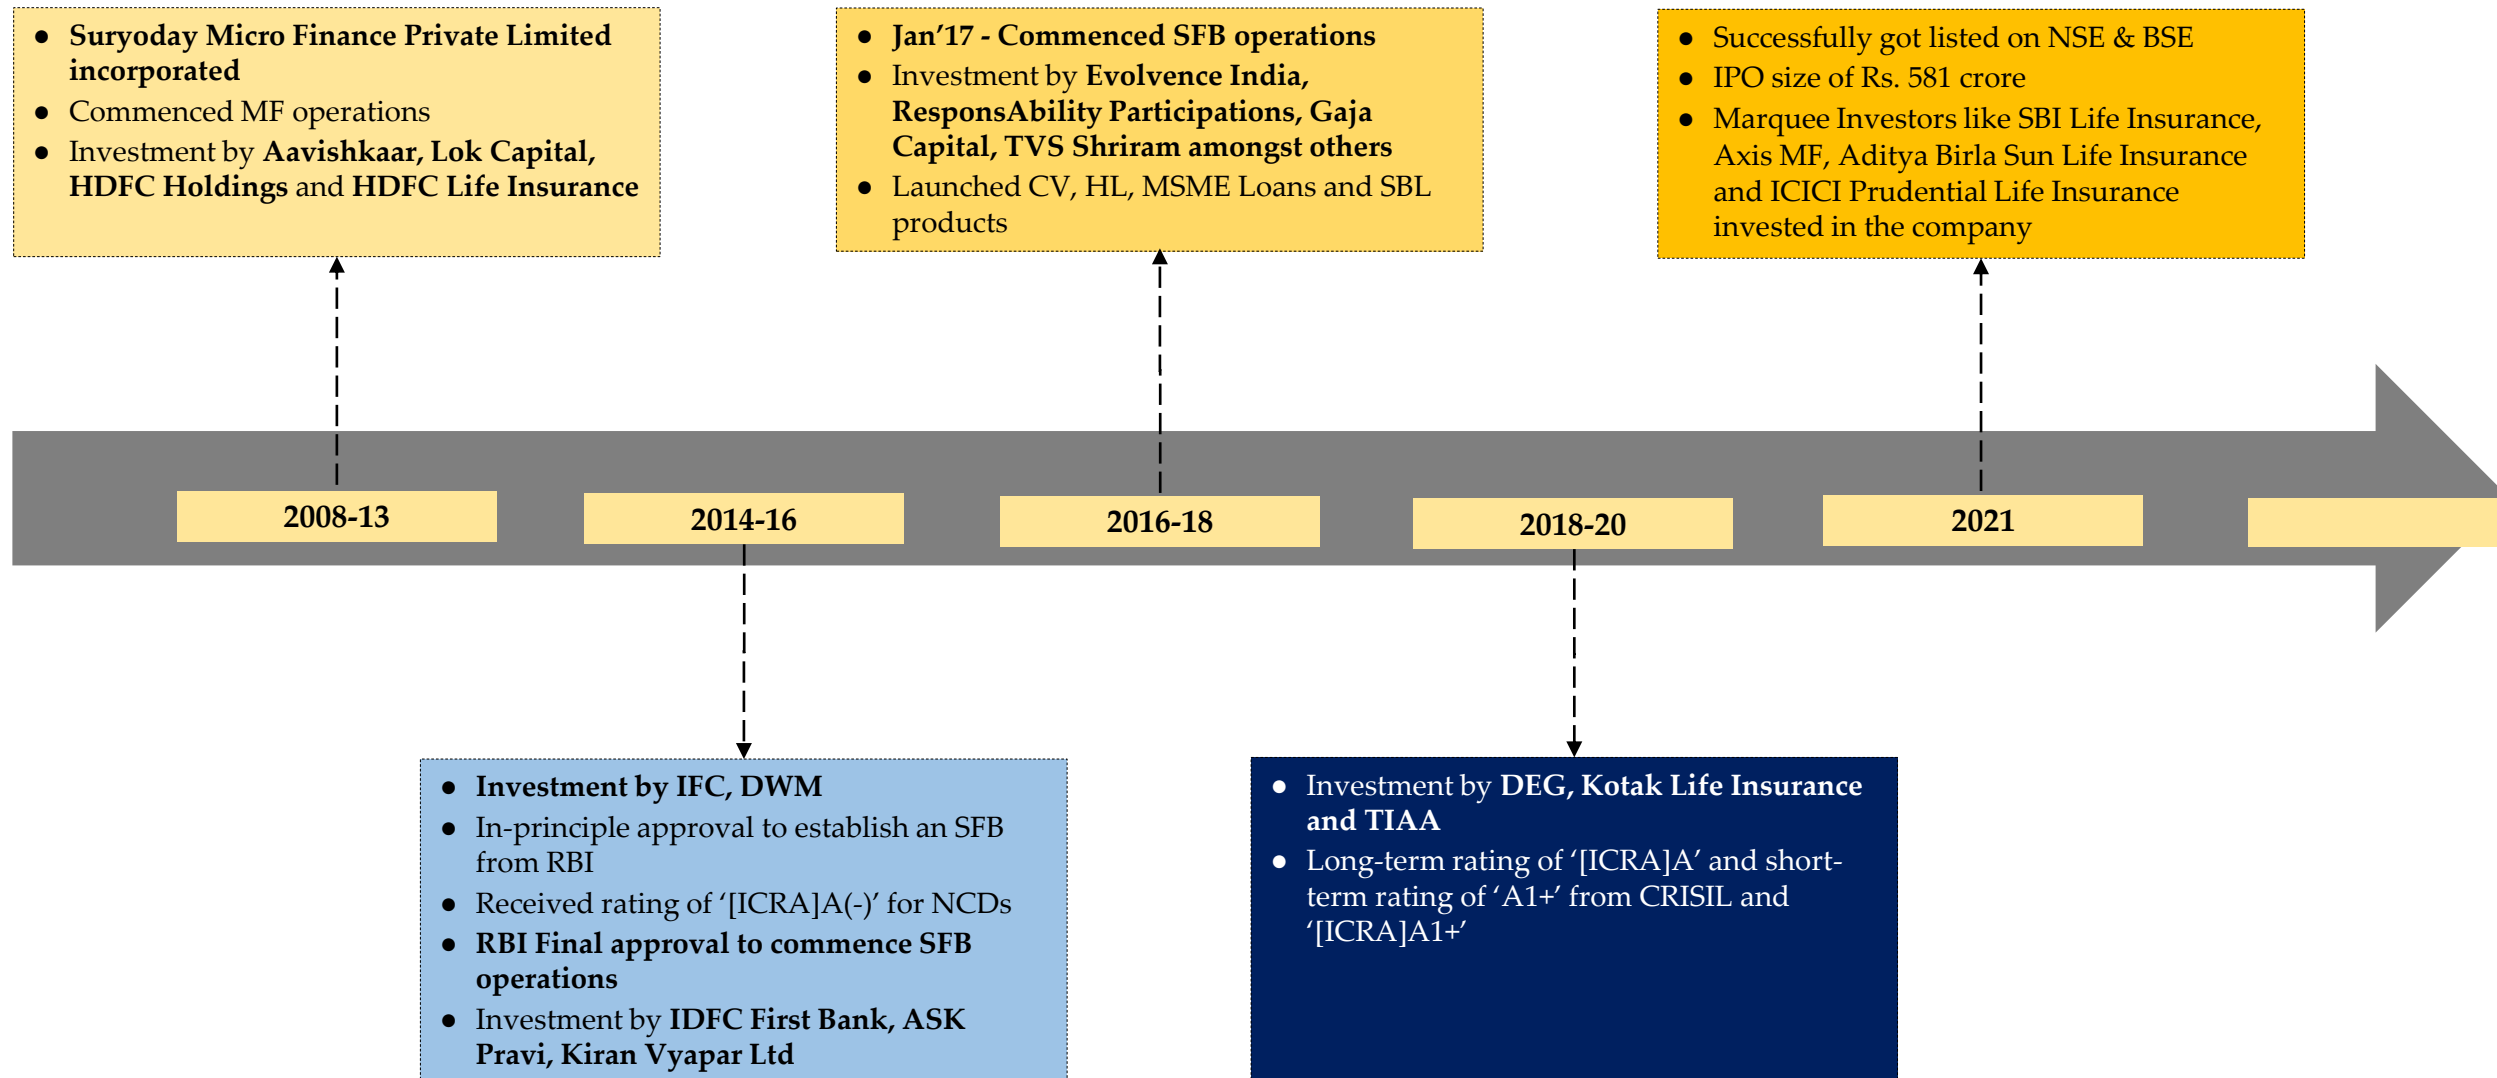 ● Suryoday Micro Finance Private Limited
incorporated
● Commenced MF operations
● Investment by Aavishkaar, Lok Capital,
HDFC Holdings and HDFC Life Insurance
● Jan’17 - Commenced SFB operations
● Investment by Evolvence India,
ResponsAbility Participations, Gaja
Capital, TVS Shriram amongst others
● Launched CV, HL, MSME Loans and SBL
products
● Successfully got listed on NSE & BSE
● IPO size of Rs. 581 crore
● Marquee Investors like SBI Life Insurance,
Axis MF, Aditya Birla Sun Life Insurance
and ICICI Prudential Life Insurance
invested in the company
2008-13
2014-16
2016-18
2018-20
2021
● Investment by IFC, DWM
● In-principle approval to establish an SFB
from RBI
● Received rating of ‘[ICRA]A(-)’ for NCDs
● RBI Final approval to commence SFB
operations
● Investment by IDFC First Bank, ASK
Pravi, Kiran Vyapar Ltd
● Investment by DEG, Kotak Life Insurance
and TIAA
● Long-term rating of ‘[ICRA]A’ and short-
term rating of ‘A1+’ from CRISIL and
‘[ICRA]A1+’